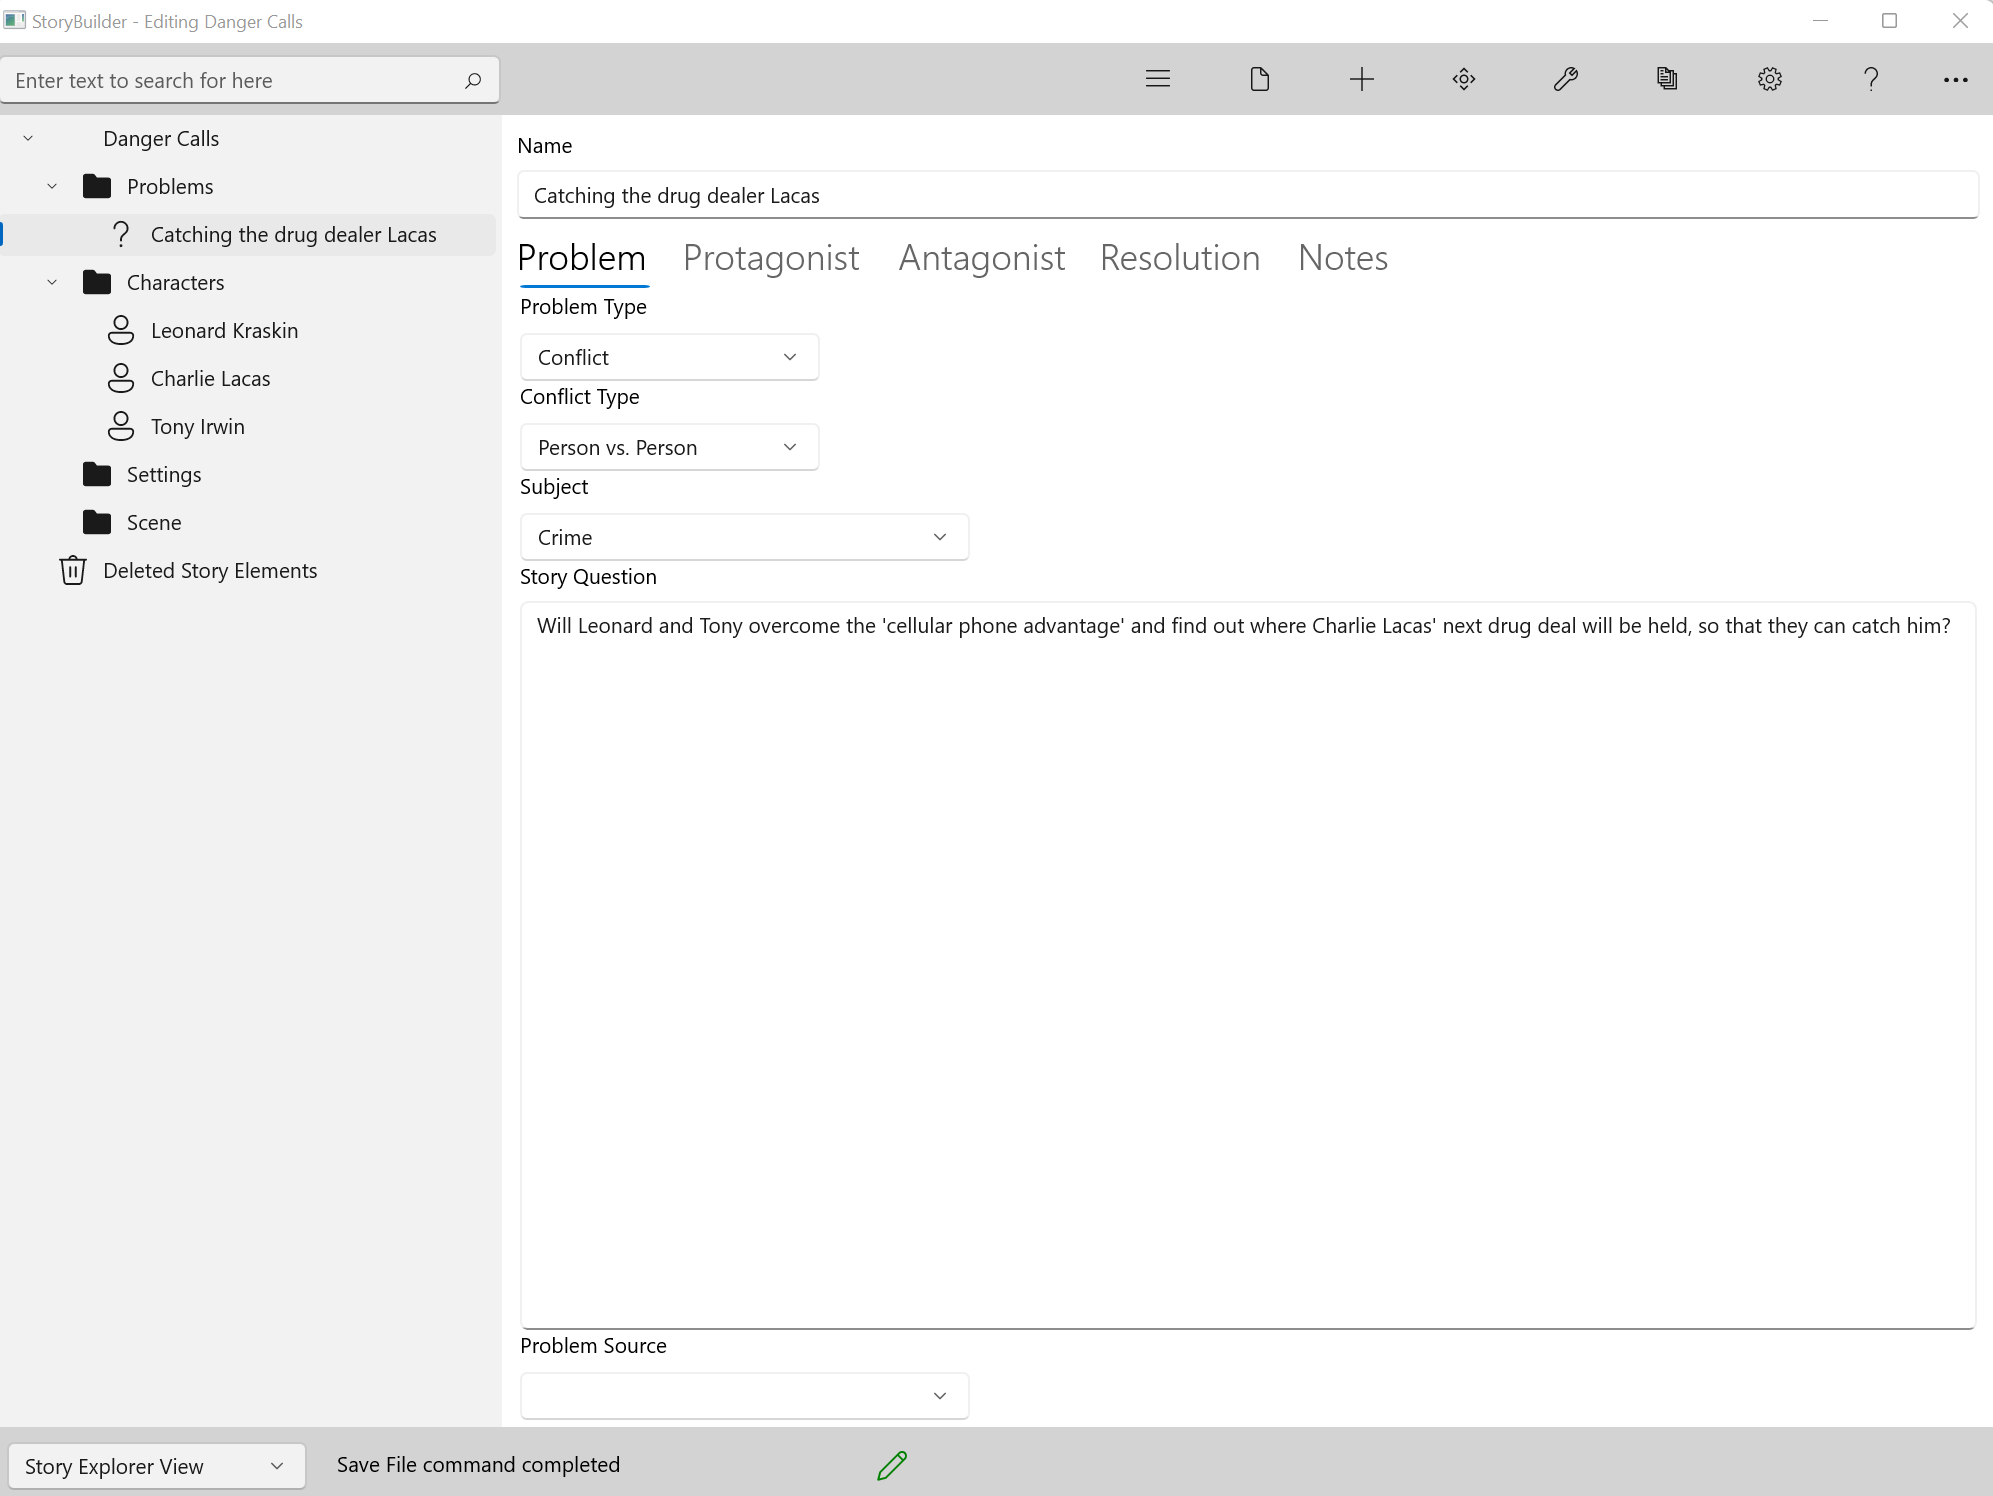 StoryBuilder - Editing Danger Calls
Enter text to search for here
Danger Calls
Problems
Catching the drug dealer Lacas
Characters
Leonard Kraskin
Charlie Lacas
Tony Irwin
Settings
Scene
Deleted Story Elements
Name
Catching the drug dealer Lacas
Problem Protagonist Antagonist Resolution Notes
Problem Type
Conflict
Conflict Type
Person vs. Person
Subject
Crime
Story Question
Will Leonard and Tony overcome the 'cellular phone advantage' and find out where Charlie Lacas' next drug deal will be held, so that they can catch him?
Problem Source
Story Explorer View
Save File command completed